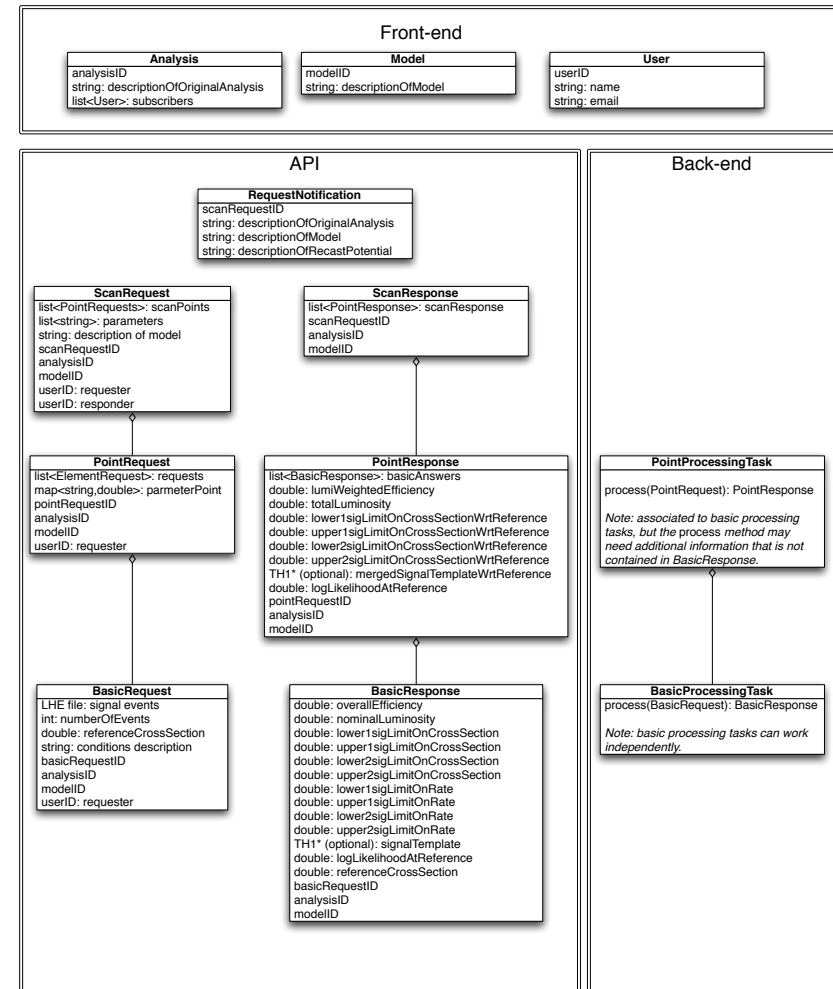 Front-end
Analysis
analysisID
string: descriptionOfOriginalAnalysis
list<User>: subscribers
Model
modelID
string: descriptionOfModel
User
userID
string: name
string: email
API
RequestNotification
scanRequestID
string: descriptionOfOriginalAnalysis
string: descriptionOfModel
string: descriptionOfRecastPotential
ScanRequest
list<PointRequests>: scanPoints
list<string>: parameters
string: description of model
scanRequestID
analysisID
modelID
userID: requester
userID: responder
ScanResponse
list<PointResponse>: scanResponse
scanRequestID
analysisID
modelID
PointRequest
list<ElementRequest>: requests
map<string,double>: parmeterPoint
pointRequestID
analysisID
modelID
userID: requester
PointResponse
list<BasicResponse>: basicAnswers
double: lumiWeightedEfficiency
double: totalLuminosity
double: lower1sigLimitOnCrossSectionWrtReference
double: upper1sigLimitOnCrossSectionWrtReference
double: lower2sigLimitOnCrossSectionWrtReference
double: upper2sigLimitOnCrossSectionWrtReference
TH1* (optional): mergedSignalTemplateWrtReference
double: logLikelihoodAtReference
pointRequestID
analysisID
modelID
BasicRequest
LHE file: signal events
int: numberOfEvents
double: referenceCrossSection
string: conditions description
basicRequestID
analysisID
modelID
userID: requester
BasicResponse
double: overallEfficiency
double: nominalLuminosity
double: lower1sigLimitOnCrossSection
double: upper1sigLimitOnCrossSection
double: lower2sigLimitOnCrossSection
double: upper2sigLimitOnCrossSection
double: lower1sigLimitOnRate
double: upper1sigLimitOnRate
double: lower2sigLimitOnRate
double: upper2sigLimitOnRate
TH1* (optional): signalTemplate
double: logLikelihoodAtReference
double: referenceCrossSection
basicRequestID
analysisID
modelID
Back-end
PointProcessingTask
process(PointRequest): PointResponse
Note: associated to basic processing
tasks, but the process method may
need additional information that is not
contained in BasicResponse.
BasicProcessingTask
process(BasicRequest): BasicResponse
Note: basic processing tasks can work
independently.